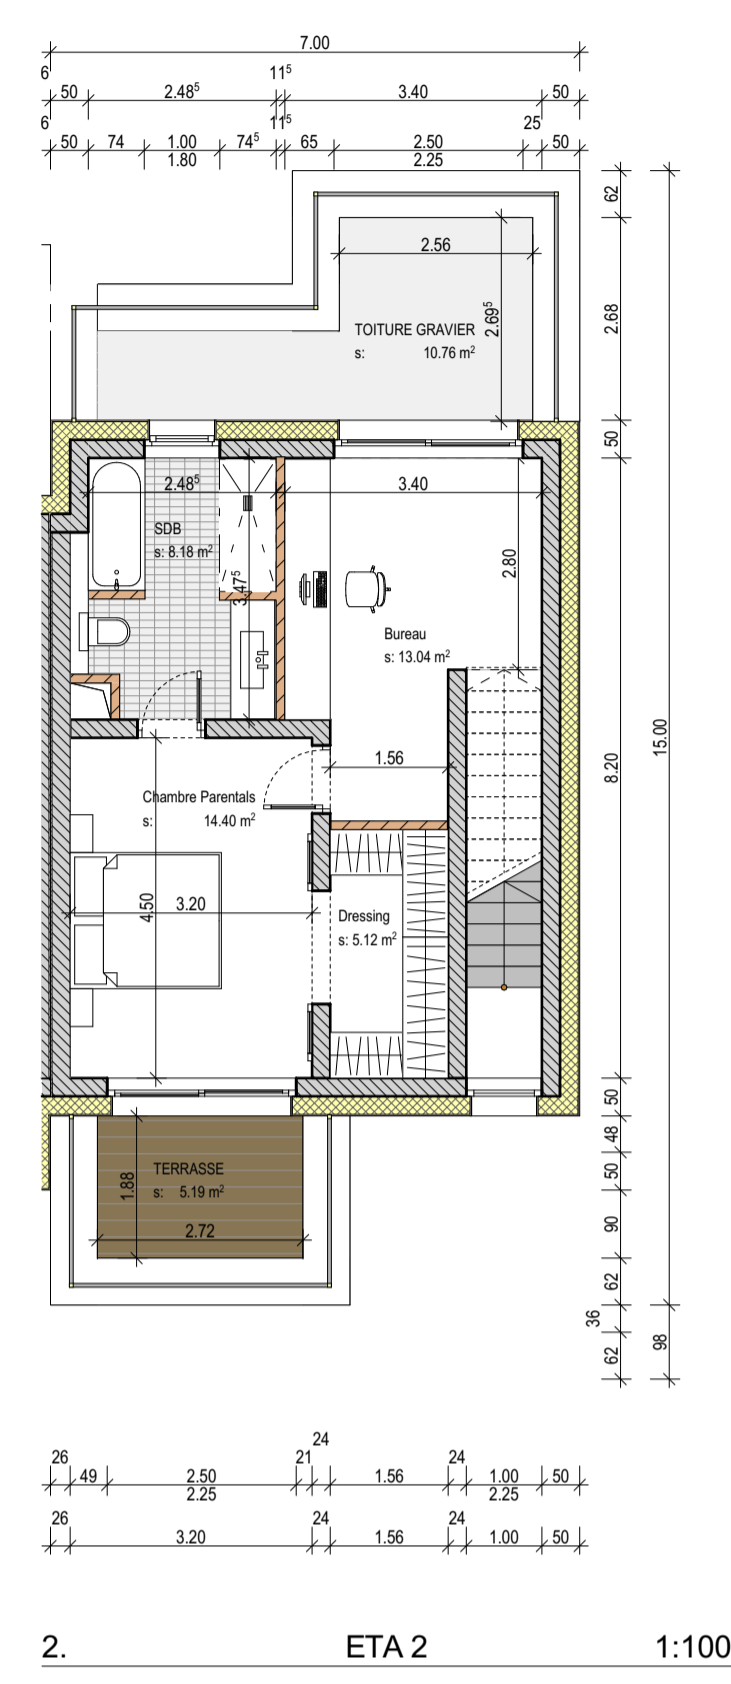 7.00
6
50 2.48⁵ 11⁵ 3.40 50
6 11⁵ 25
50 74 1.00 74⁵ 65 2.50 50
1.80 2.25
62
2.56
2.68
2.69⁵
TOITURE GRAVIER
s: 10.76 m²
50
2.48⁵ 3.40
SDB
s: 8.18 m²
3.47⁵
2.80
Bureau
s: 13.04 m²
15.00
1.56
8.20
Chambre Parentals
s: 14.40 m²
4.50
3.20
Dressing
s: 5.12 m²
50
48
TERRASSE
s: 5.19 m²
1.88
50
2.72
90
62
36
62
98
24
26 21 24
49 2.50 1.56 1.00 50
2.25 2.25
26 24 24
3.20 1.56 1.00 50
2. ETA 2 1:100